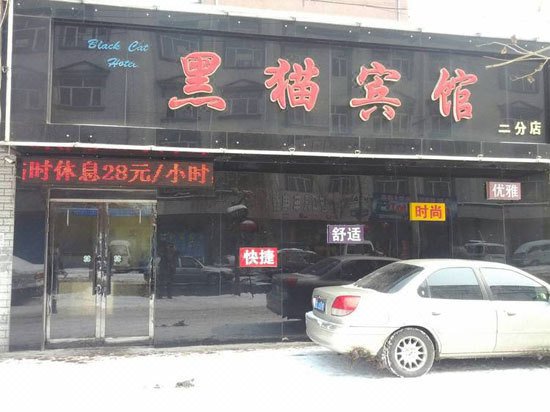 Black Cat
Hotel
黑猫宾馆
二分店
时休息28元/小时
优雅
时尚
舒适
快捷